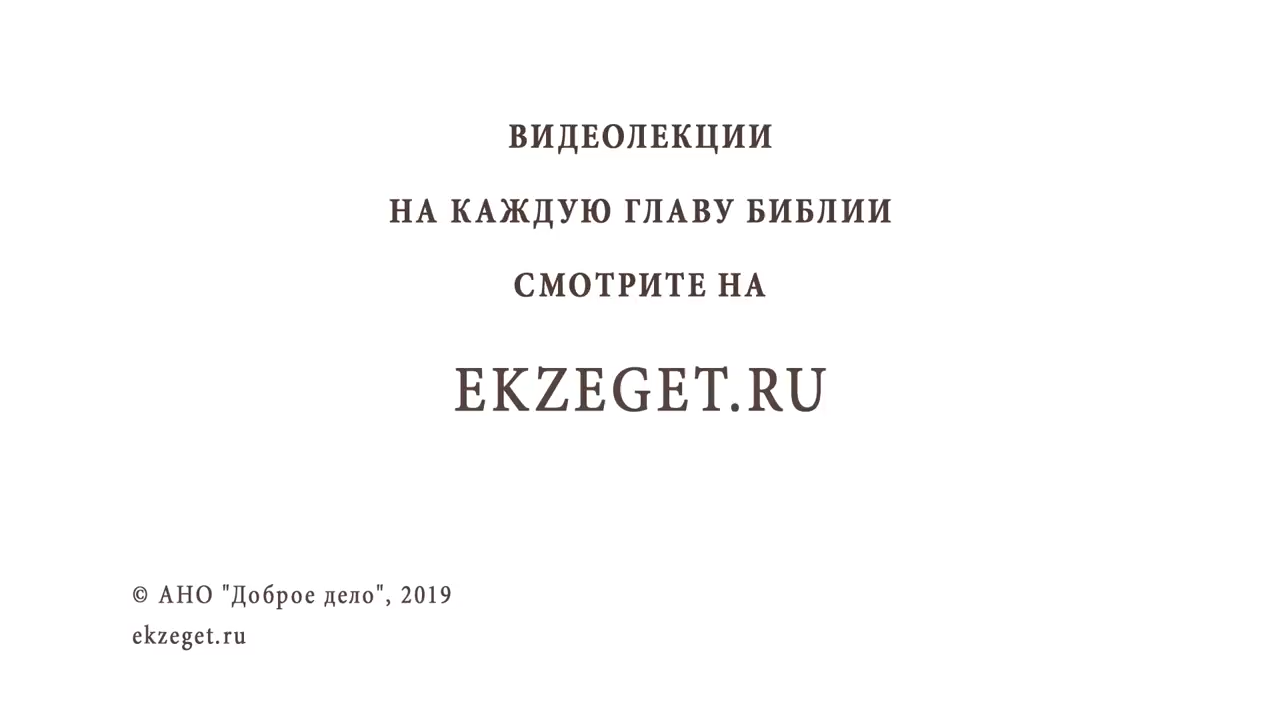 ВИДЕОЛЕКЦИИ
НА КАЖДУЮ ГЛАВУ БИБЛИИ
СМОТРИТЕ НА
EKZEGET.RU
© АНО "Доброе дело", 2019
ekzeget.ru